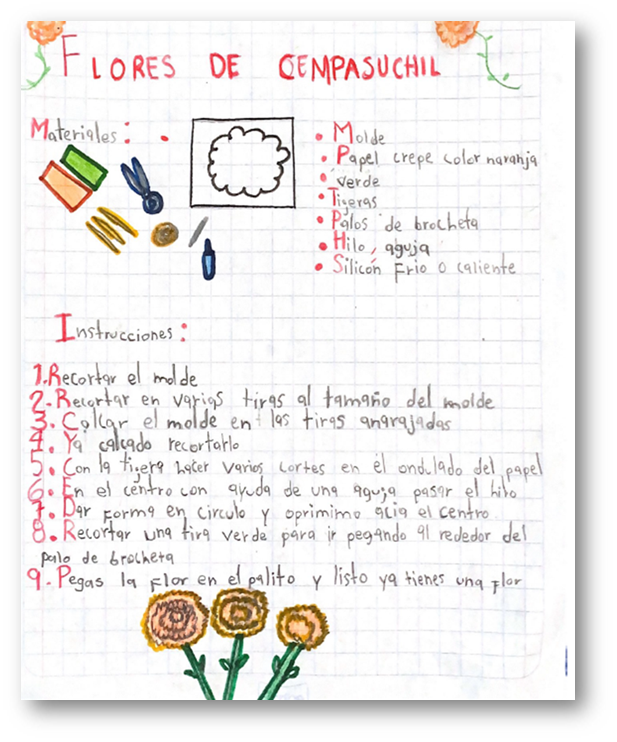 FLORES DE CEMPASUCHIL
Materiales:
• Molde
• Papel crepe color naranja
• verde
• Tijeras
• Palos de brocheta
• Hilo, aguja
• Silicón Frio o caliente
Instrucciones:
1. Recortar el molde
2. Recortar en varias tiras al tamaño del molde
3. Calcar el molde en las tiras anarajadas
4. Ya calcado recortarlo
5. Con la tijera hacer varios cortes en el ondulado del papel
6. En el centro con ayuda de una aguja pasar el hilo
7. Dar forma en circulo y oprimimo acia el centro
8. Recortar una tira verde para ir pegando al rededor del
palo de brocheta
9. Pegas la flor en el palito y listo ya tienes una flor